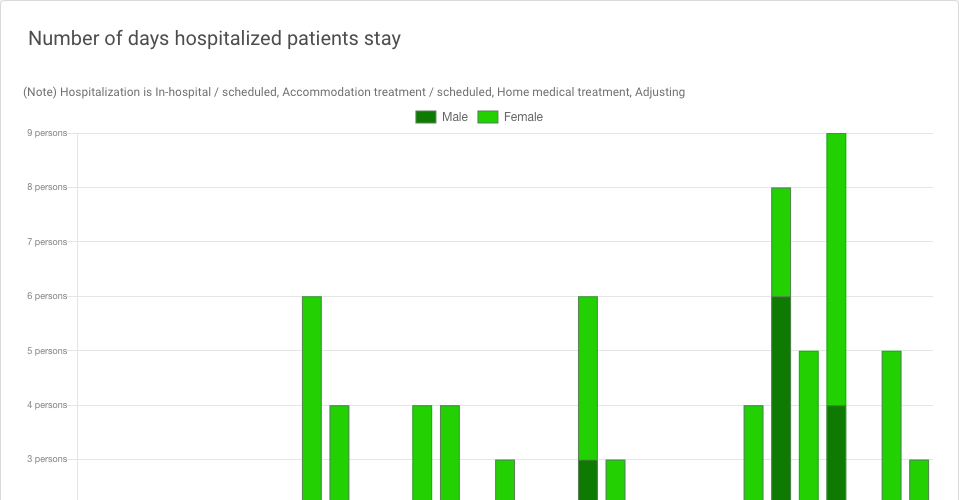 Number of days hospitalized patients stay
(Note) Hospitalization is In-hospital / scheduled, Accommodation treatment / scheduled, Home medical treatment, Adjusting
Male Female
9 persons
8 persons
7 persons
6 persons
5 persons
4 persons
3 persons